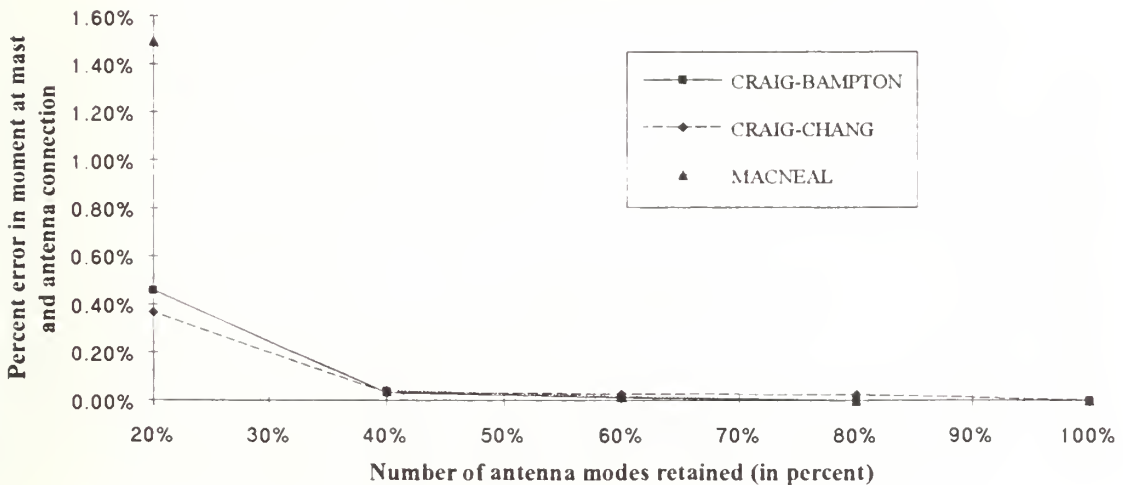 1.60%
1.40%
1.20%
1.00%
0.80%
0.60%
0.40%
0.20%
0.00%
Percent error in moment at mast
and antenna connection
CRAIG-BAMPTON
CRAIG-CHANG
MACNEAL
20% 30% 40% 50% 60% 70% 80% 90% 100%
Number of antenna modes retained (in percent)